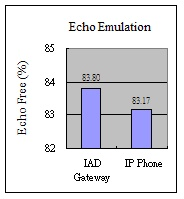 Echo Emulation
Echo Free (%)
85
84
83
82
83.80
83.17
IAD
Gateway
IP Phone